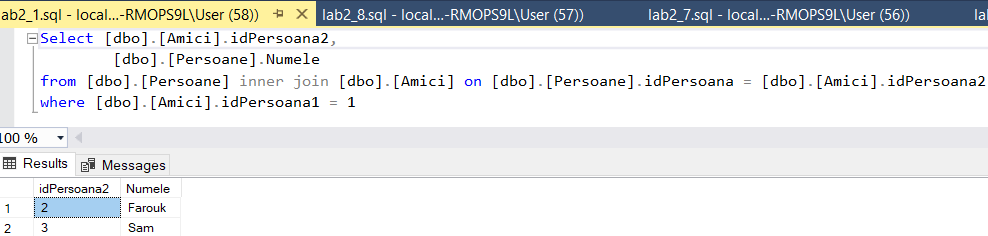 ab2_1.sql - local...-RMOPS9L\User (58))
lab2_8.sql - local...-RMOPS9L\User (57))
lab2_7.sql - local...-RMOPS9L\User (56))
la
Select [dbo].[Amici].idPersoana2,
[dbo].[Persoane].Numele
from [dbo].[Persoane] inner join [dbo].[Amici] on [dbo].[Persoane].idPersoana = [dbo].[Amici].idPersoana2
where [dbo].[Amici].idPersoana1 = 1
100 %
Results Messages
idPersoana2 Numele
1 2 Farouk
2 3 Sam